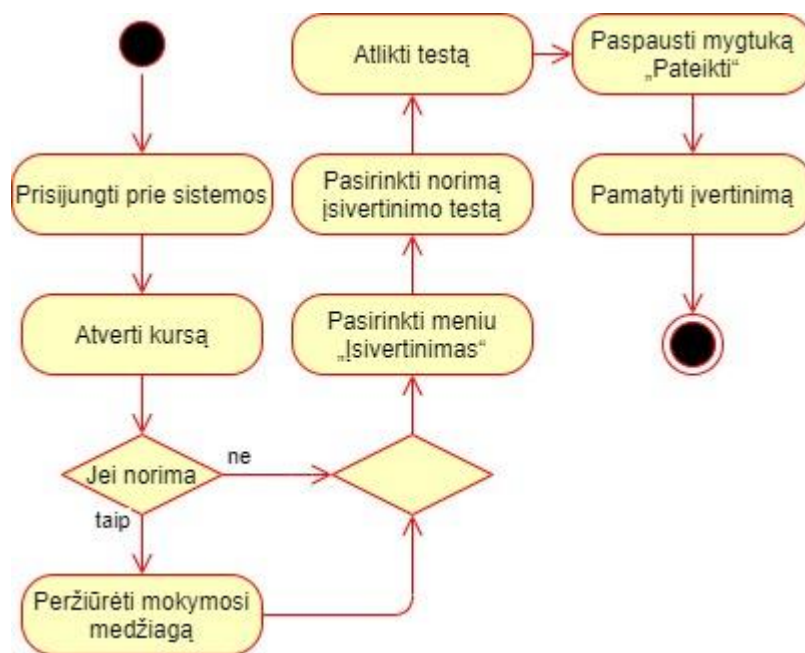 Prisijungti prie sistemos
Atverti kursą
Jei norima
ne
taip
Peržiūrėti mokymosi
medžiagą
Pasirinkti meniu
„Įsivertinimas“
Pasirinkti norimą
įsivertinimo testą
Atlikti testą
Paspausti mygtuką
„Pateikti“
Pamatyti įvertinimą